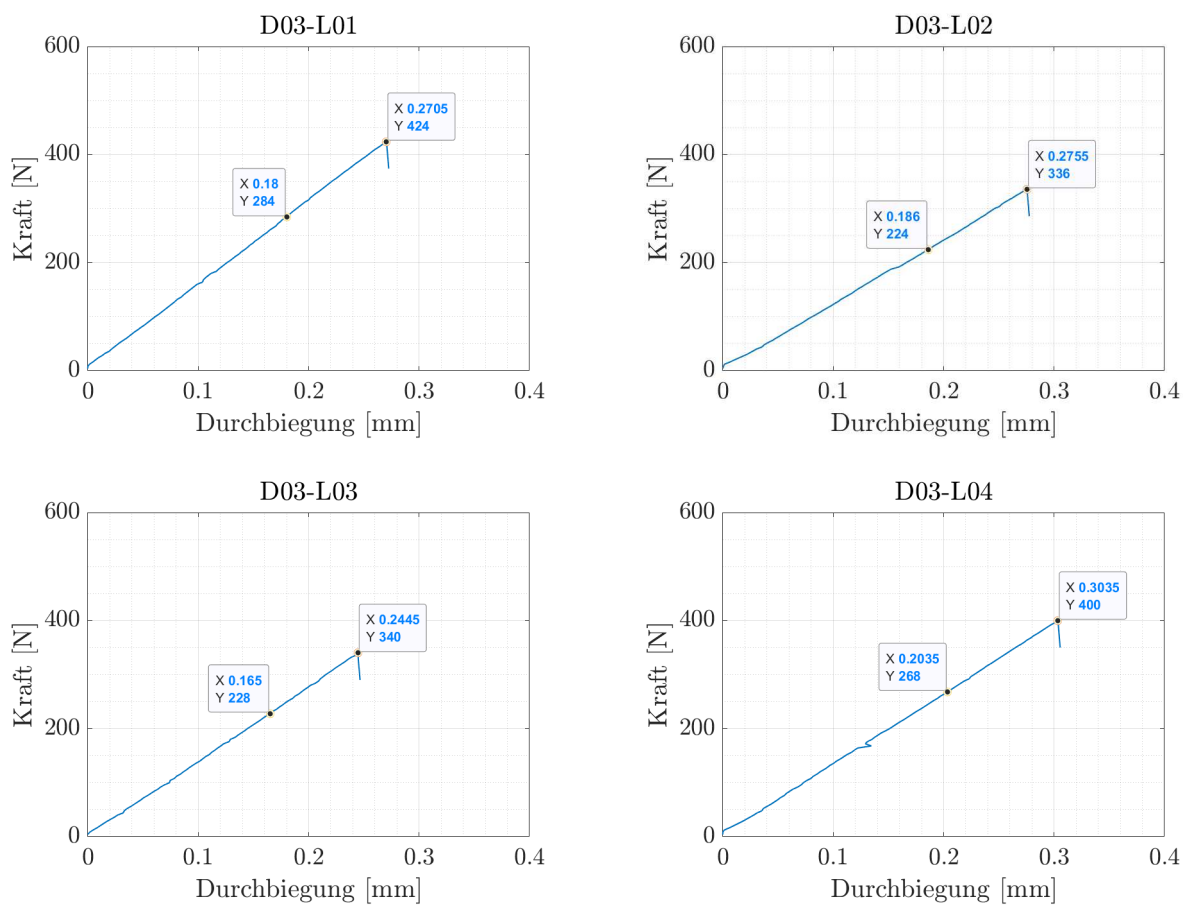 D03-L01
600
400
200
0
Kraft [N]
X 0.2705
Y 424
X 0.18
Y 284
0 0.1 0.2 0.3 0.4
Durchbiegung [mm]
D03-L02
600
400
200
0
Kraft [N]
X 0.2755
Y 336
X 0.186
Y 224
0 0.1 0.2 0.3 0.4
Durchbiegung [mm]
D03-L03
600
400
200
0
Kraft [N]
X 0.2445
Y 340
X 0.165
Y 228
0 0.1 0.2 0.3 0.4
Durchbiegung [mm]
D03-L04
600
400
200
0
Kraft [N]
X 0.3035
Y 400
X 0.2035
Y 268
0 0.1 0.2 0.3 0.4
Durchbiegung [mm]